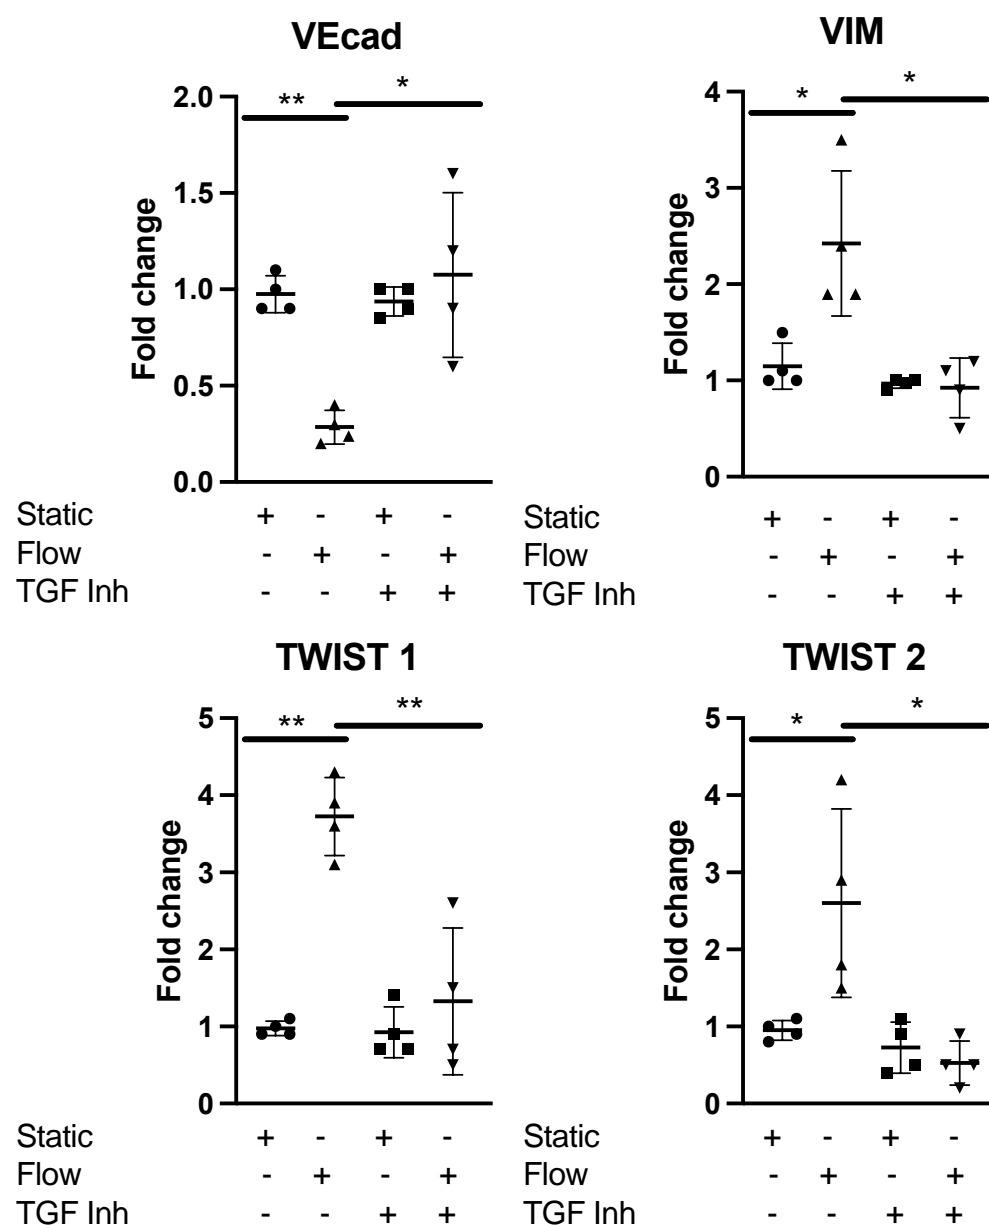 VEcad
VIM
** *
* *
2.0
1.5
1.0
0.5
0.0
Fold change
4
3
2
1
0
Fold change
Static + - + -
Flow - + - +
TGF Inh - - + +
Static + - + -
Flow - + - +
TGF Inh - - + +
TWIST 1
TWIST 2
** **
* *
5
4
3
2
1
0
Fold change
5
4
3
2
1
0
Fold change
Static + - + -
Flow - + - +
TGF Inh - - + +
Static + - + -
Flow - + - +
TGF Inh - - + +